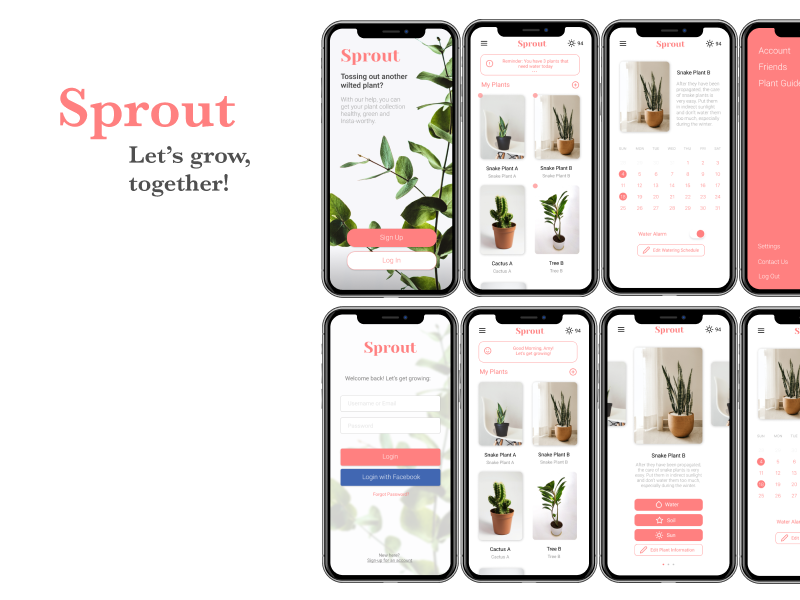 Sprout
Let's grow,
together!
Sprout
Tossing out another
wilted plant?
With our help, you can
get your plant collection
healthy, green and
Insta-worthy.
Sign Up
Log In
Sprout
94
Reminder: You have 3 plants that
need water today
My Plants
Snake Plant A
Snake Plant A
Snake Plant B
Snake Plant B
Cactus A
Cactus A
Tree B
Tree B
Sprout
94
Snake Plant B
After they have been
propagated, the care
of snake plants is
very easy. Put them
in indirect sunlight
and don't water them
too much, especially
during the winter.
SUN MON TUE WED THU FRI SAT
1 2 3
4 5 6 7 8 9 10
11 12 13 14 15 16 17
18 19 20 21 22 23 24
25 26 27 28 29 30 31
Water Alarm
Edit Watering Schedule
Account
Friends
Plant Guide
Settings
Contact Us
Log Out
Sprout
Welcome back! Let's get growing.
Username or Email
Password
Login
Login with Facebook
Forgot Password?
New here?
Sign up for an account
Sprout
94
Good Morning, Amy!
Let's get growing!
My Plants
Snake Plant A
Snake Plant A
Snake Plant B
Snake Plant B
Cactus A
Cactus A
Tree B
Tree B
Sprout
94
Snake Plant B
After they have been propagated,
the care of snake plants is very
easy. Put them in indirect sunlight
and don't water them too much,
especially during the winter.
Water
Soil
Sun
Edit Plant Information
SUN MON TUE
4 5 6
11 12 13
18 19 20
25 26 27
Water Alarm